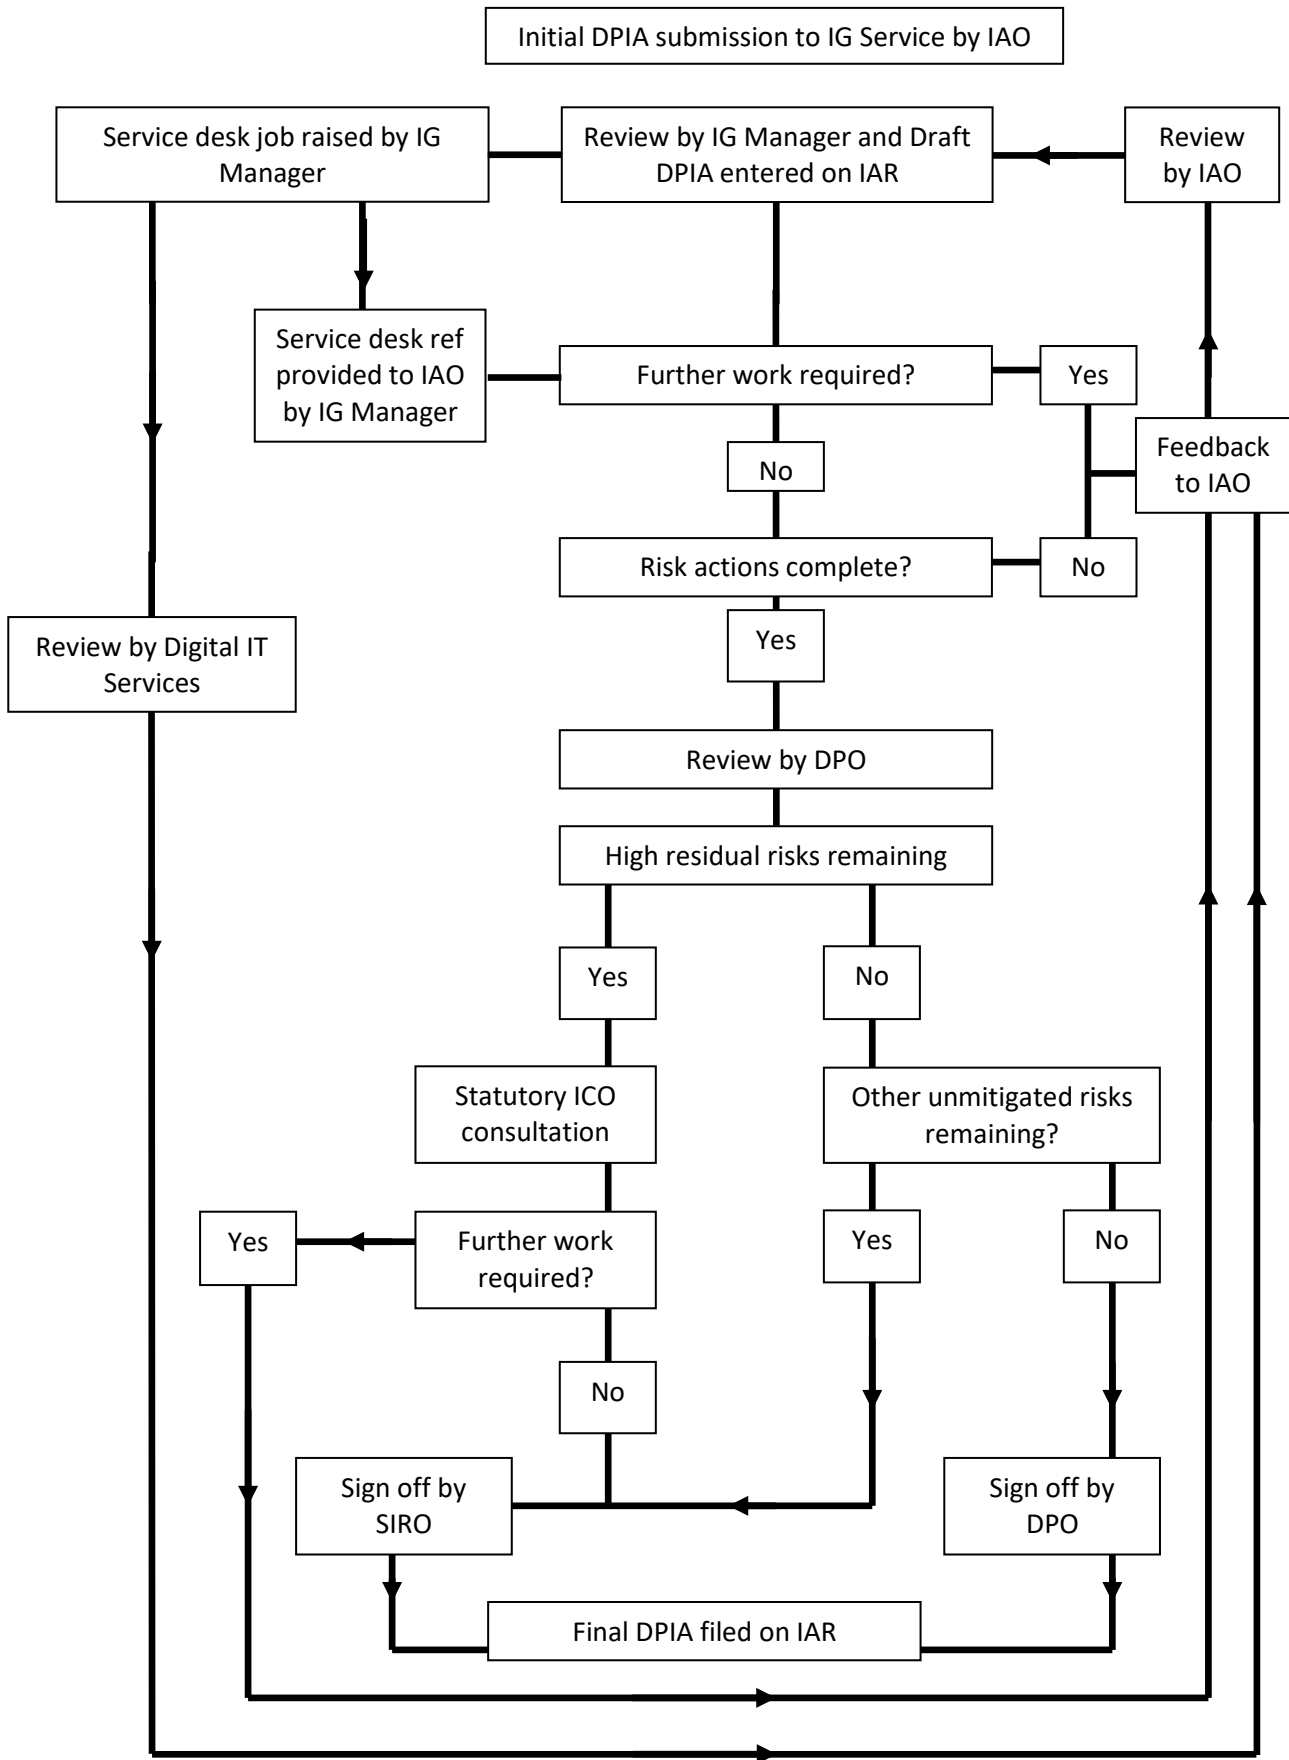 Initial DPIA submission to IG Service by IAO
Service desk job raised by IG
Manager
Review by IG Manager and Draft
DPIA entered on IAR
Review
by IAO
Service desk ref
provided to IAO
by IG Manager
Further work required?
Yes
Feedback
to IAO
No
Risk actions complete?
No
Review by Digital IT
Services
Yes
Review by DPO
High residual risks remaining
Yes
No
Statutory ICO
consultation
Other unmitigated risks
remaining?
Yes
Further work
required?
Yes
No
No
Sign off by
SIRO
Sign off by
DPO
Final DPIA filed on IAR